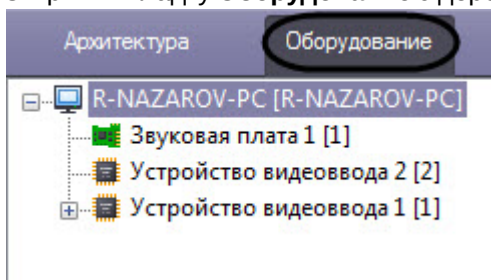 Архитектура Оборудование
R-NAZAROV-PC [R-NAZAROV-PC]
Звуковая плата 1 [1]
Устройство видеоввода 2 [2]
Устройство видеоввода 1 [1]